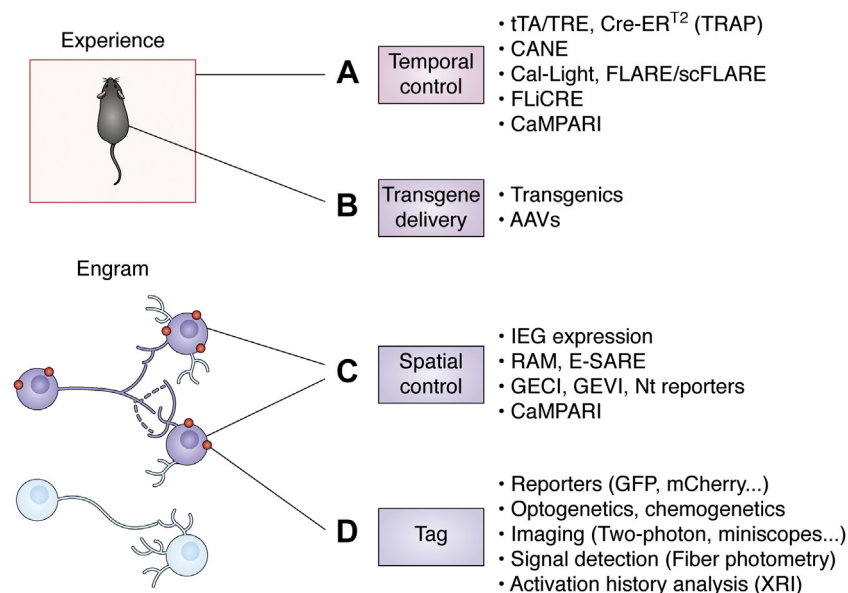 Experience
A
Temporal
control
• tTA/TRE, Cre-ER^T2 (TRAP)
• CANE
• Cal-Light, FLARE/scFLARE
• FLiCRE
• CaMPARI
B
Transgene
delivery
• Transgenics
• AAVs
Engram
C
Spatial
control
• IEG expression
• RAM, E-SARE
• GECI, GEVI, Nt reporters
• CaMPARI
D
Tag
• Reporters (GFP, mCherry...)
• Optogenetics, chemogenetics
• Imaging (Two-photon, miniscopes...)
• Signal detection (Fiber photometry)
• Activation history analysis (XRI)